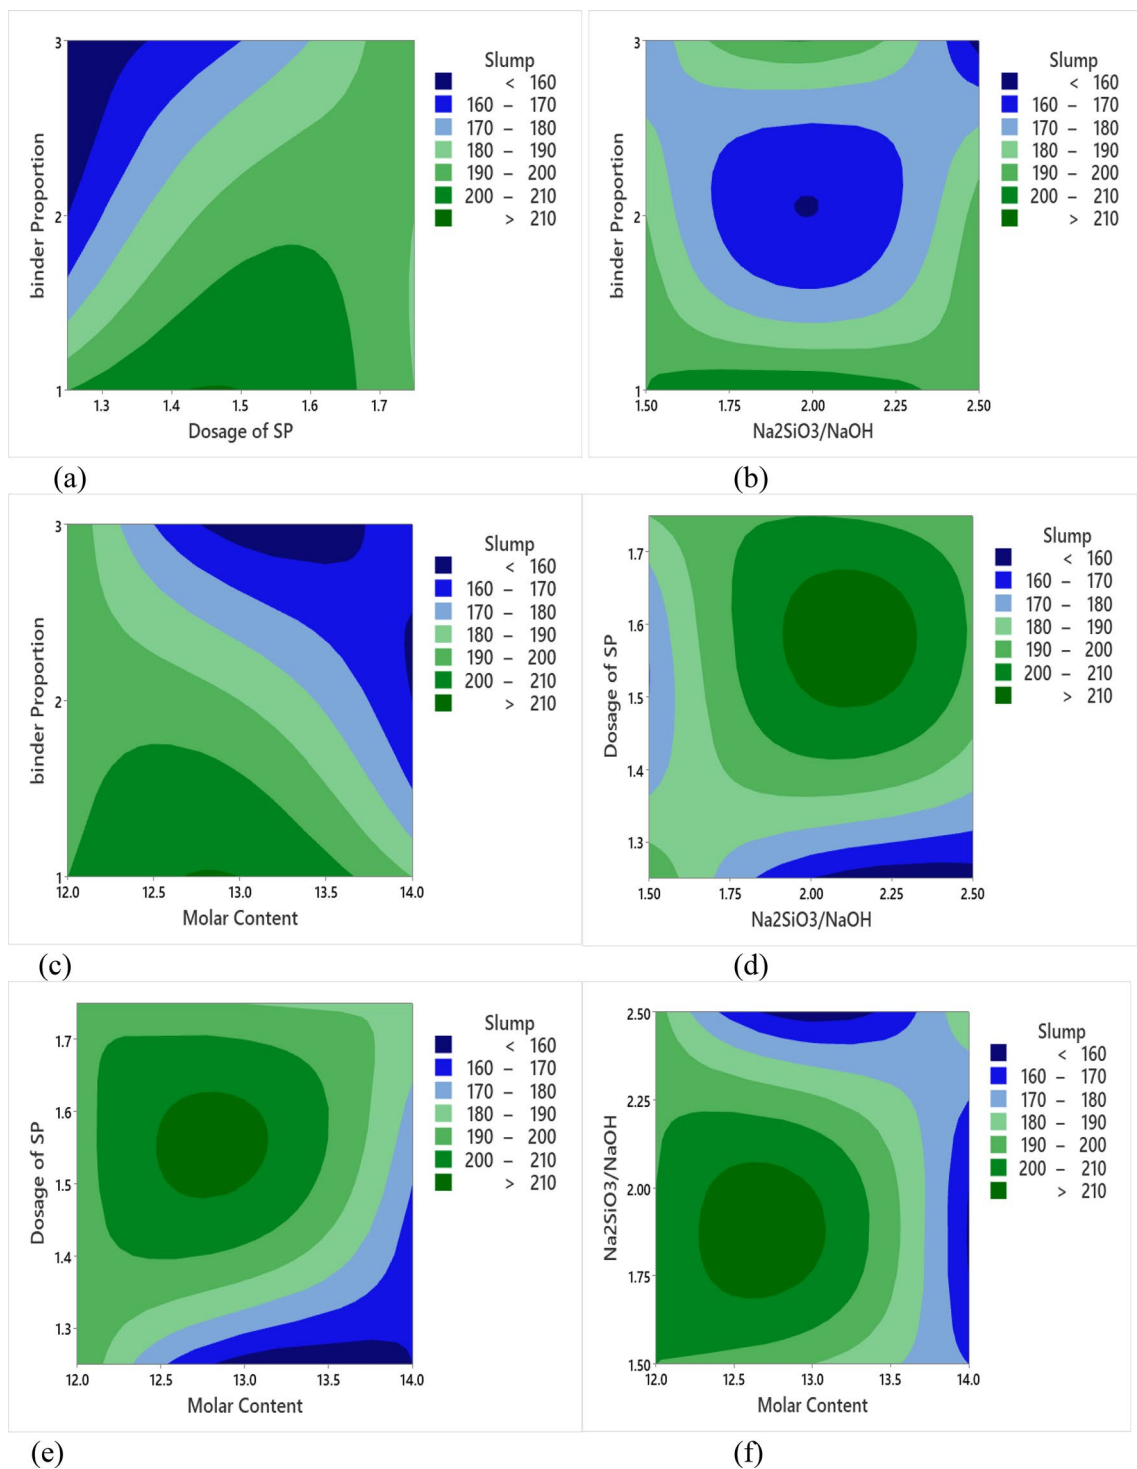 Slump
< 160
160 – 170
170 – 180
180 – 190
190 – 200
200 – 210
> 210
binder Proportion
3
2
1
1.3 1.4 1.5 1.6 1.7
Dosage of SP
(a)
Slump
< 160
160 – 170
170 – 180
180 – 190
190 – 200
200 – 210
> 210
binder Proportion
3
2
1
1.50 1.75 2.00 2.25 2.50
Na2SiO3/NaOH
(b)
Slump
< 160
160 – 170
170 – 180
180 – 190
190 – 200
200 – 210
> 210
binder Proportion
3
2
1
12.0 12.5 13.0 13.5 14.0
Molar Content
(c)
Slump
< 160
160 – 170
170 – 180
180 – 190
190 – 200
200 – 210
> 210
Dosage of SP
1.7
1.6
1.5
1.4
1.3
1.50 1.75 2.00 2.25 2.50
Na2SiO3/NaOH
(d)
Slump
< 160
160 – 170
170 – 180
180 – 190
190 – 200
200 – 210
> 210
Dosage of SP
1.7
1.6
1.5
1.4
1.3
12.0 12.5 13.0 13.5 14.0
Molar Content
(e)
Slump
< 160
160 – 170
170 – 180
180 – 190
190 – 200
200 – 210
> 210
Na2SiO3/NaOH
2.50
2.25
2.00
1.75
1.50
12.0 12.5 13.0 13.5 14.0
Molar Content
(f)